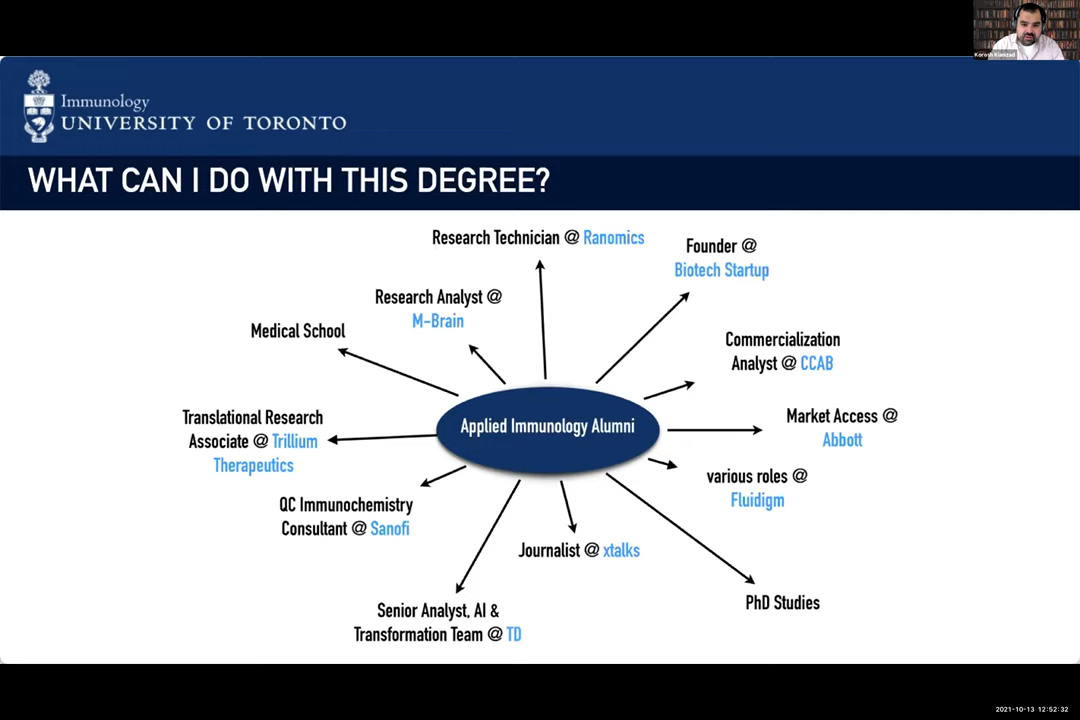 Korosh Kianzad
Immunology
UNIVERSITY OF TORONTO
WHAT CAN I DO WITH THIS DEGREE?
Research Technician @ Ranomics
Founder @
Biotech Startup
Research Analyst @
M-Brain
Medical School
Commercialization
Analyst @ CCAB
Translational Research
Associate @ Trillium
Therapeutics
Applied Immunology Alumni
Market Access @
Abbott
various roles @
Fluidigm
QC Immunochemistry
Consultant @ Sanofi
Journalist @ xtalks
PhD Studies
Senior Analyst, AI &
Transformation Team @ TD
2021-10-13 12:52:32